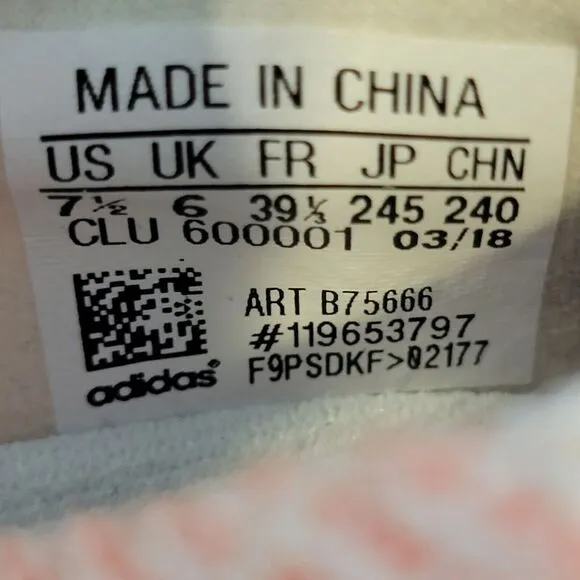 MADE IN CHINA
US UK FR JP CHN
7½ 6 39⅓ 245 240
CLU 600001 03/18
ART B75666
#119653797
F9PSDKF>02177
adidas